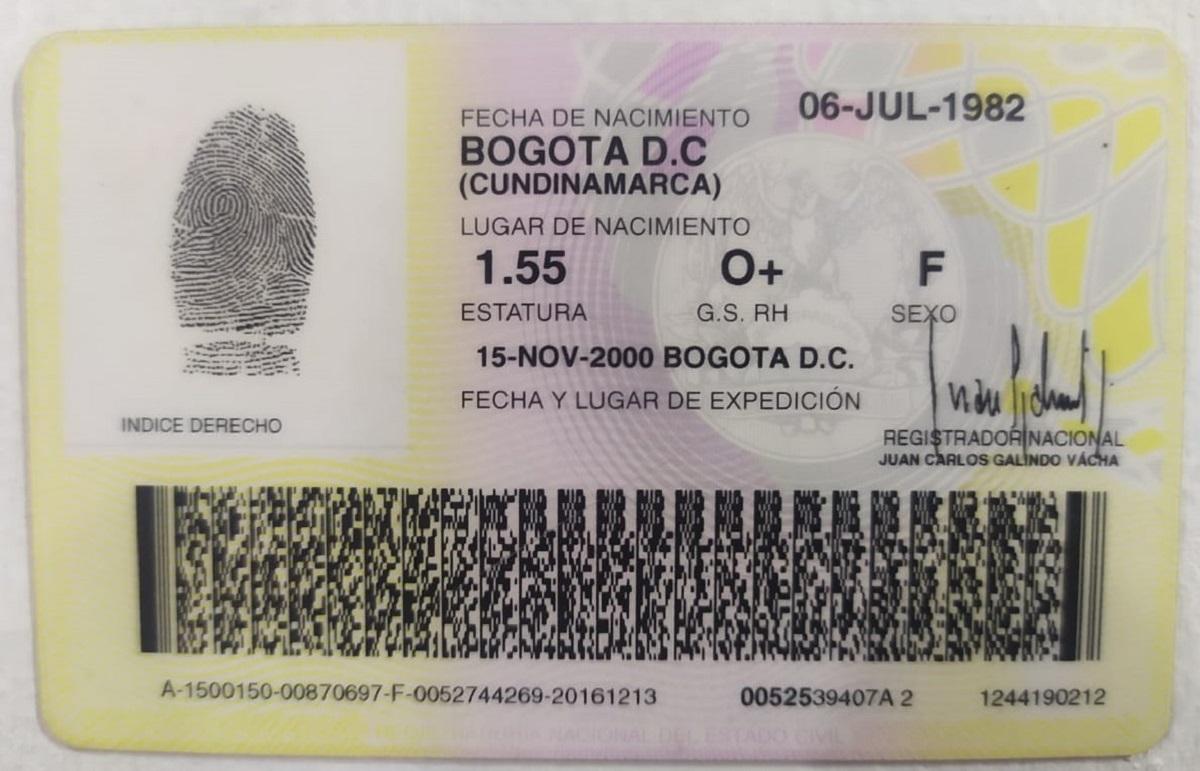 06-JUL-1982
FECHA DE NACIMIENTO
BOGOTA D.C
(CUNDINAMARCA)
LUGAR DE NACIMIENTO
1.55 O+ F
ESTATURA G.S. RH SEXO
15-NOV-2000 BOGOTA D.C.
FECHA Y LUGAR DE EXPEDICIÓN
INDICE DERECHO
REGISTRADOR NACIONAL
JUAN CARLOS GALINDO VÁCHA
A-1500150-00870697-F-0052744269-20161213 0052539407A 2 1244190212
NACIONAL DEL ESTADO CIVIL